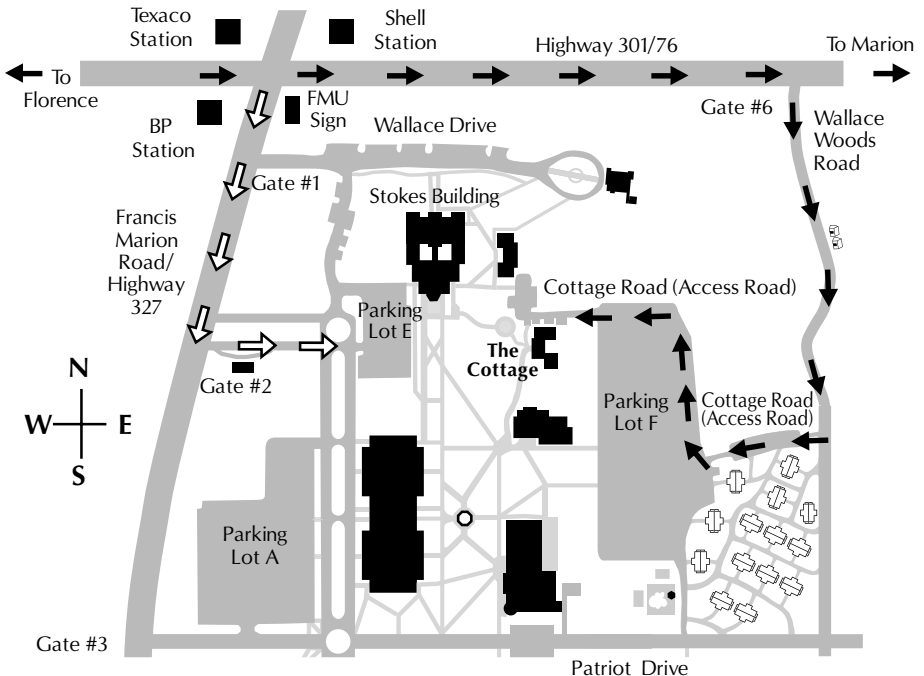 Texaco
Station
Shell
Station
Highway 301/76
To Marion
To
Florence
BP
Station
FMU
Sign
Gate #6
Wallace
Woods
Road
Wallace Drive
Gate #1
Stokes Building
Francis
Marion
Road/
Highway
327
Cottage Road (Access Road)
Parking
Lot E
The
Cottage
Gate #2
N
W E
S
Parking
Lot F
Cottage Road
(Access Road)
Parking
Lot A
Gate #3
Patriot Drive